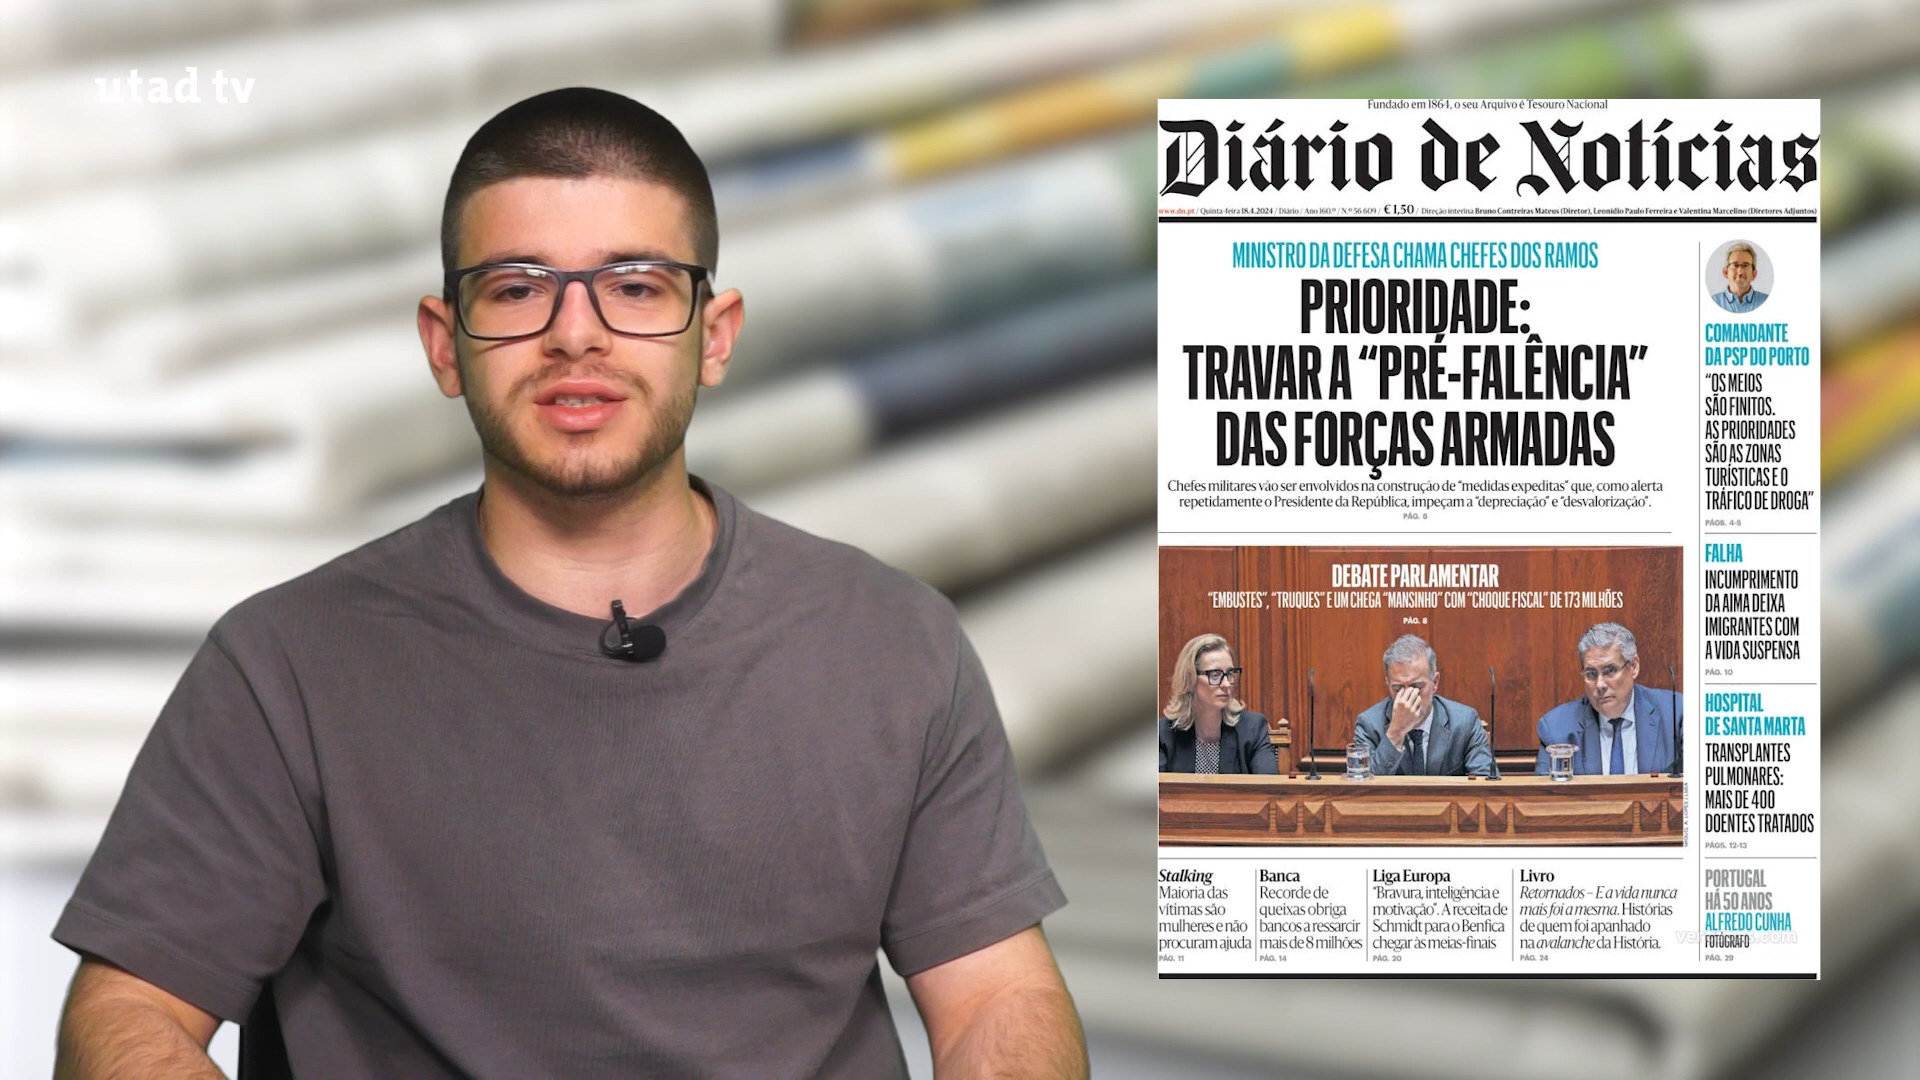 utad tv
Fundado em 1864, o seu Arquivo é Tesouro Nacional
Diário de Notícias
www.dn.pt / Quinta-feira 18.4.2024 / Diário / Ano 160.º / N.º 56 609 / € 1,50 / Direção interina Bruno Contreiras Mateus (Diretor), Leonídio Paulo Ferreira e Valentina Marcelino (Diretores Adjuntos)
MINISTRO DA DEFESA CHAMA CHEFES DOS RAMOS
PRIORIDADE:
TRAVAR A “PRÉ-FALÊNCIA”
DAS FORÇAS ARMADAS
Chefes militares vão ser envolvidos na construção de “medidas expeditas” que, como alerta
repetidamente o Presidente da República, impeçam a “depreciação” e “desvalorização”.
PÁG. 6
DEBATE PARLAMENTAR
“EMBUSTES”, “TRUQUES” E UM CHEGA “MANSINHO” COM “CHOQUE FISCAL” DE 173 MILHÕES
PÁG. 8
COMANDANTE
DA PSP DO PORTO
“OS MEIOS
SÃO FINITOS.
AS PRIORIDADES
SÃO AS ZONAS
TURÍSTICAS E O
TRÁFICO DE DROGA”
PÁGS. 4-5
FALHA
INCUMPRIMENTO
DA AIMA DEIXA
IMIGRANTES COM
A VIDA SUSPENSA
PÁG. 10
HOSPITAL
DE SANTA MARTA
TRANSPLANTES
PULMONARES:
MAIS DE 400
DOENTES TRATADOS
PÁGS. 12-13
PORTUGAL
HÁ 50 ANOS
ALFREDO CUNHA
FOTÓGRAFO
PÁG. 29
Stalking
Maioria das
vítimas são
mulheres e não
procuram ajuda
PÁG. 11
Banca
Recorde de
queixas obriga
bancos a ressarcir
mais de 8 milhões
PÁG. 14
Liga Europa
“Bravura, inteligência e
motivação”. A receita de
Schmidt para o Benfica
chegar às meias-finais
PÁG. 20
Livro
Retornados – E a vida nunca
mais foi a mesma. Histórias
de quem foi apanhado
na avalanche da História.
PÁG. 24